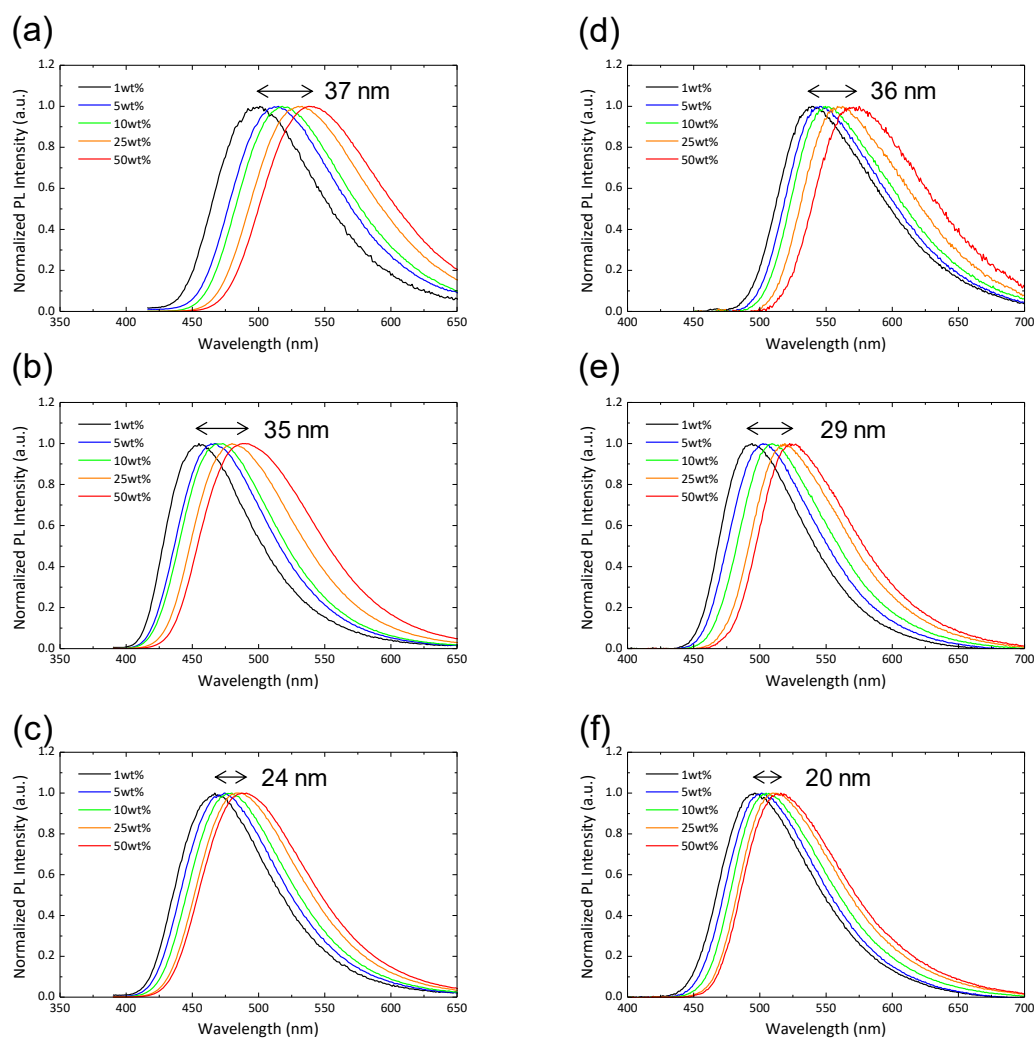 (a)
37 nm
1wt%
5wt%
10wt%
25wt%
50wt%
Normalized PL Intensity (a.u.)
1.2
1.0
0.8
0.6
0.4
0.2
0.0
350 400 450 500 550 600 650
Wavelength (nm)
(d)
36 nm
1wt%
5wt%
10wt%
25wt%
50wt%
Normalized PL Intensity (a.u.)
1.2
1.0
0.8
0.6
0.4
0.2
0.0
400 450 500 550 600 650 700
Wavelength (nm)
(b)
35 nm
1wt%
5wt%
10wt%
25wt%
50wt%
Normalized PL Intensity (a.u.)
1.2
1.0
0.8
0.6
0.4
0.2
0.0
350 400 450 500 550 600 650
Wavelength (nm)
(e)
29 nm
1wt%
5wt%
10wt%
25wt%
50wt%
Normalized PL Intensity (a.u.)
1.2
1.0
0.8
0.6
0.4
0.2
0.0
400 450 500 550 600 650 700
Wavelength (nm)
(c)
24 nm
1wt%
5wt%
10wt%
25wt%
50wt%
Normalized PL Intensity (a.u.)
1.2
1.0
0.8
0.6
0.4
0.2
0.0
350 400 450 500 550 600 650
Wavelength (nm)
(f)
20 nm
1wt%
5wt%
10wt%
25wt%
50wt%
Normalized PL Intensity (a.u.)
1.2
1.0
0.8
0.6
0.4
0.2
0.0
400 450 500 550 600 650 700
Wavelength (nm)